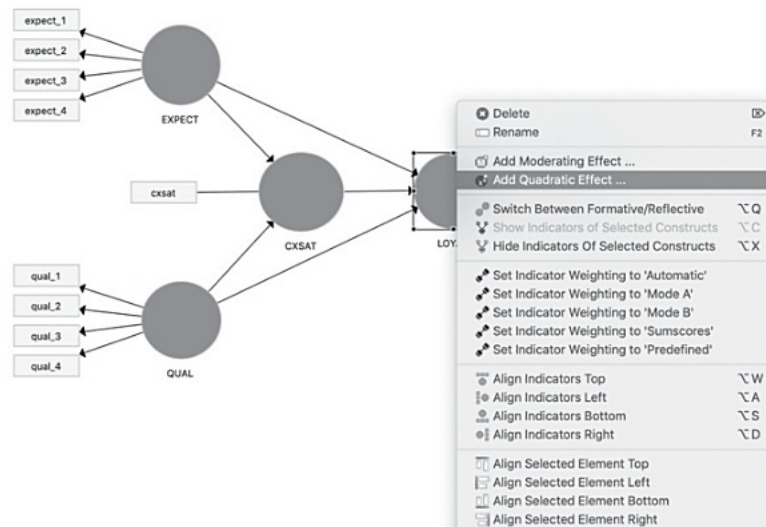 expect_1
expect_2
expect_3
expect_4
EXPECT
cxsat
CXSAT
LOY
qual_1
qual_2
qual_3
qual_4
QUAL
Delete
Rename F2
Add Moderating Effect ...
Add Quadratic Effect ...
Switch Between Formative/Reflective ⌥Q
Show Indicators of Selected Constructs ⌥C
Hide Indicators Of Selected Constructs ⌥X
Set Indicator Weighting to 'Automatic'
Set Indicator Weighting to 'Mode A'
Set Indicator Weighting to 'Mode B'
Set Indicator Weighting to 'Sumscores'
Set Indicator Weighting to 'Predefined'
Align Indicators Top ⌥W
Align Indicators Left ⌥A
Align Indicators Bottom ⌥S
Align Indicators Right ⌥D
Align Selected Element Top
Align Selected Element Left
Align Selected Element Bottom
Align Selected Element Right